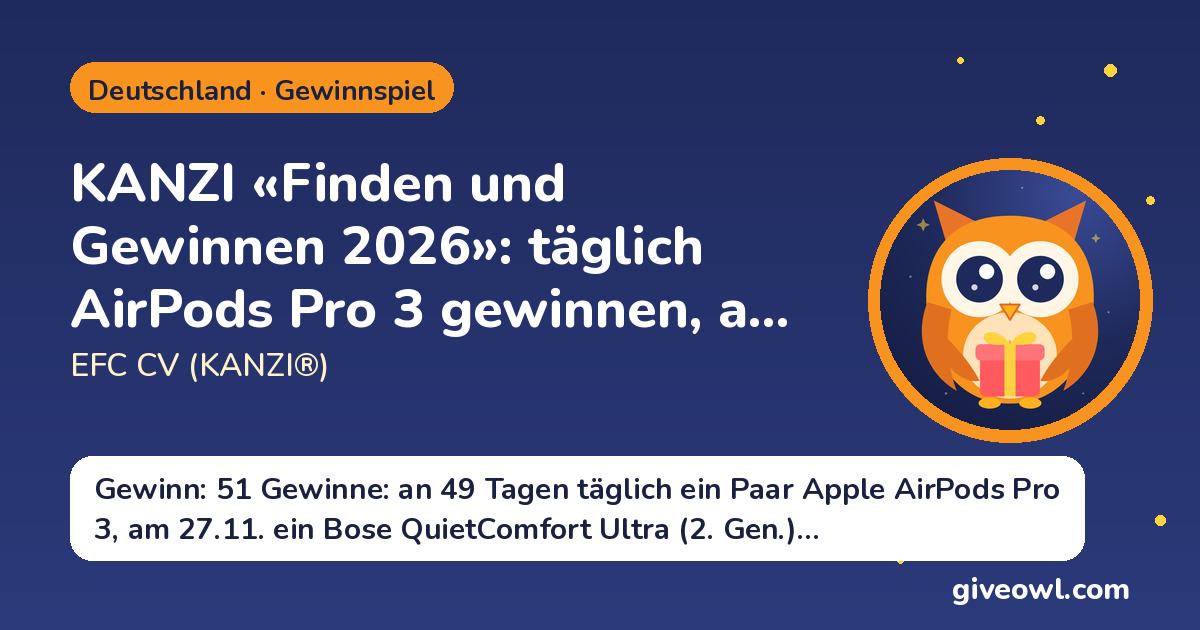 Deutschland · Gewinnspiel
KANZI «Finden und
Gewinnen 2026»: täglich
AirPods Pro 3 gewinnen, a...
EFC CV (KANZI®)
Gewinn: 51 Gewinne: an 49 Tagen täglich ein Paar Apple AirPods Pro
3, am 27.11. ein Bose QuietComfort Ultra (2. Gen.)...
giveowl.com